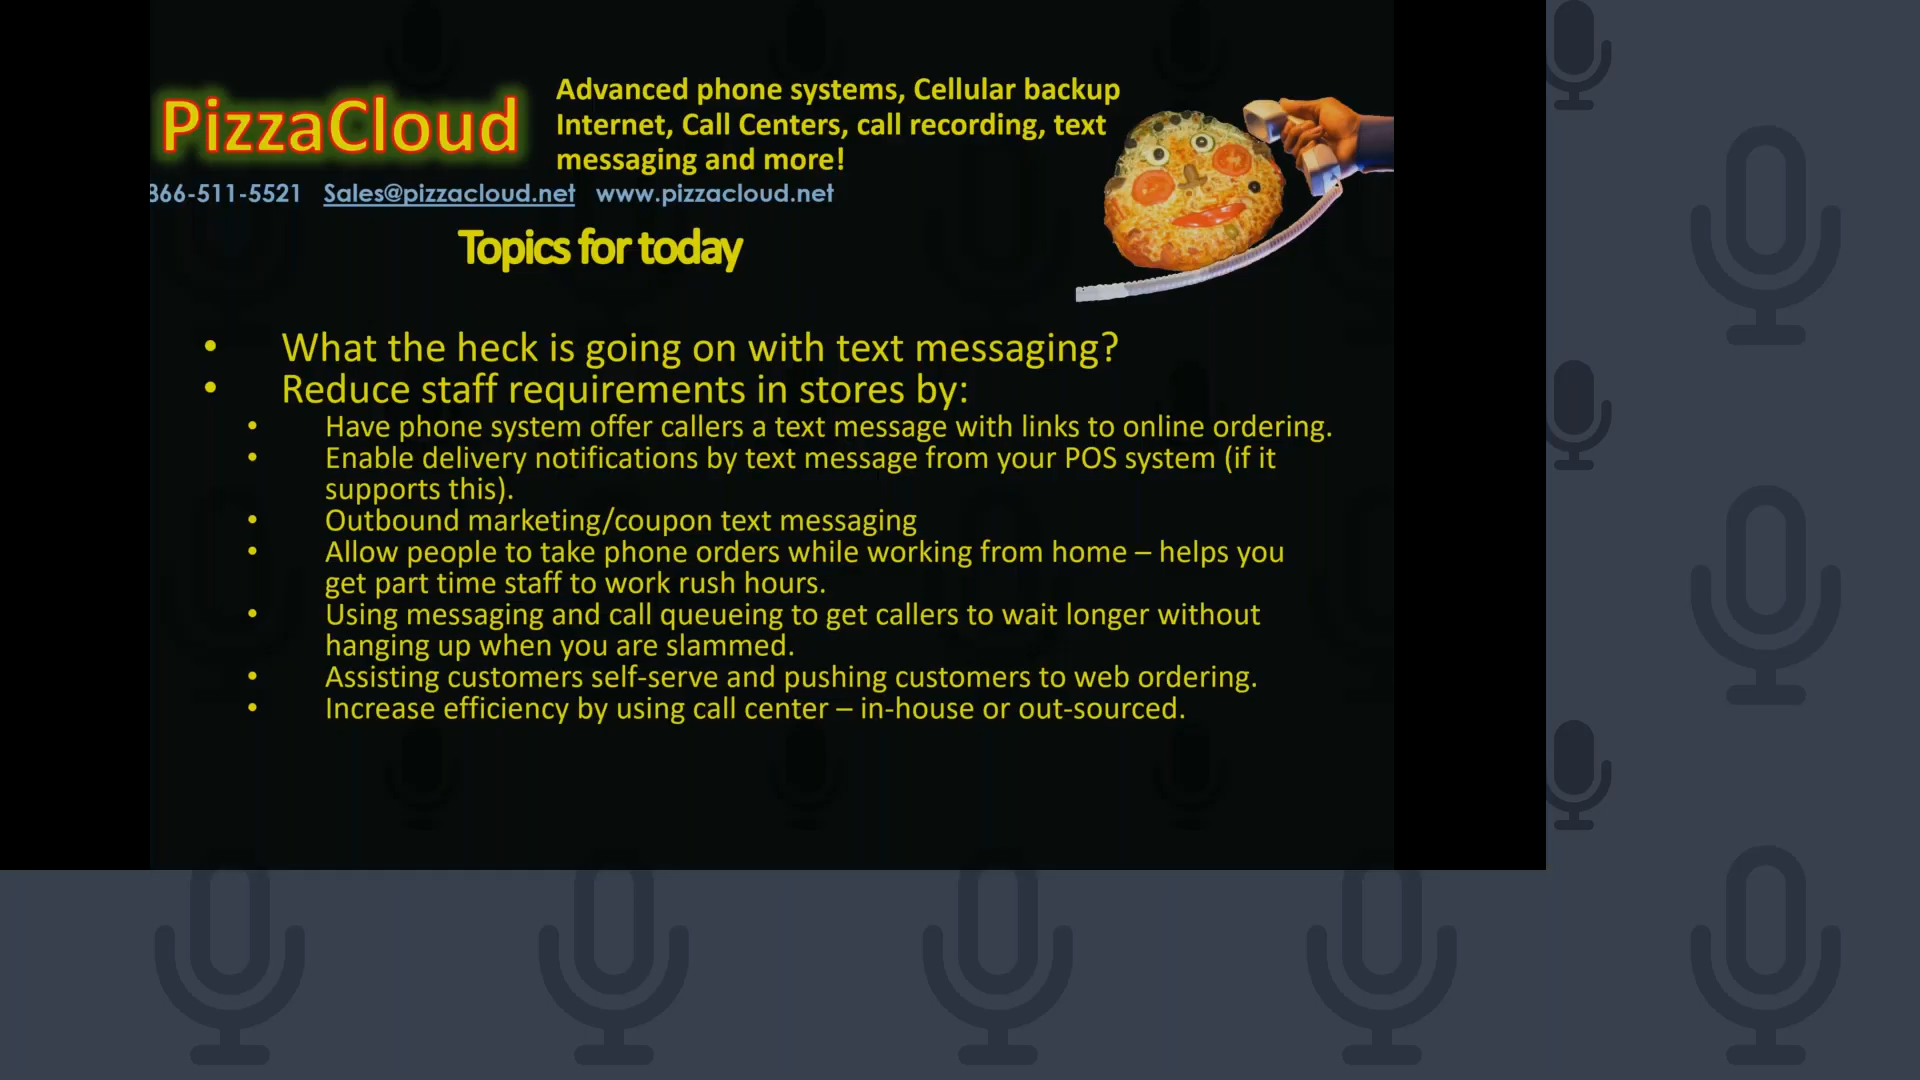 PizzaCloud
Advanced phone systems, Cellular backup
Internet, Call Centers, call recording, text
messaging and more!
866-511-5521 Sales@pizzacloud.net www.pizzacloud.net
Topics for today
• What the heck is going on with text messaging?
• Reduce staff requirements in stores by:
• Have phone system offer callers a text message with links to online ordering.
• Enable delivery notifications by text message from your POS system (if it
supports this).
• Outbound marketing/coupon text messaging
• Allow people to take phone orders while working from home – helps you
get part time staff to work rush hours.
• Using messaging and call queueing to get callers to wait longer without
hanging up when you are slammed.
• Assisting customers self-serve and pushing customers to web ordering.
• Increase efficiency by using call center – in-house or out-sourced.